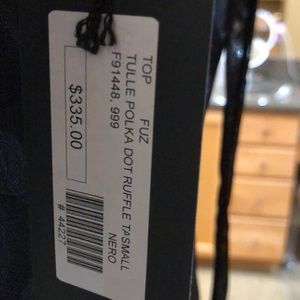 TOP FUZ
TULLE POLKA DOT RUFFLE TASMALL
F91448, 999 NERO
$335.00
# 44227